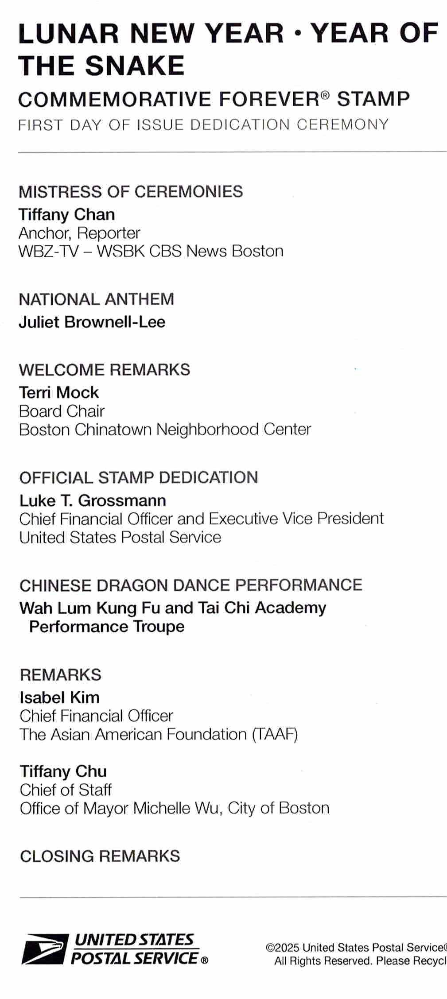 LUNAR NEW YEAR • YEAR OF
THE SNAKE
COMMEMORATIVE FOREVER® STAMP
FIRST DAY OF ISSUE DEDICATION CEREMONY
MISTRESS OF CEREMONIES
Tiffany Chan
Anchor, Reporter
WBZ-TV – WSBK CBS News Boston
NATIONAL ANTHEM
Juliet Brownell-Lee
WELCOME REMARKS
Terri Mock
Board Chair
Boston Chinatown Neighborhood Center
OFFICIAL STAMP DEDICATION
Luke T. Grossmann
Chief Financial Officer and Executive Vice President
United States Postal Service
CHINESE DRAGON DANCE PERFORMANCE
Wah Lum Kung Fu and Tai Chi Academy
Performance Troupe
REMARKS
Isabel Kim
Chief Financial Officer
The Asian American Foundation (TAAF)
Tiffany Chu
Chief of Staff
Office of Mayor Michelle Wu, City of Boston
CLOSING REMARKS
UNITED STATES
POSTAL SERVICE ®
©2025 United States Postal Service®
All Rights Reserved. Please Recycl